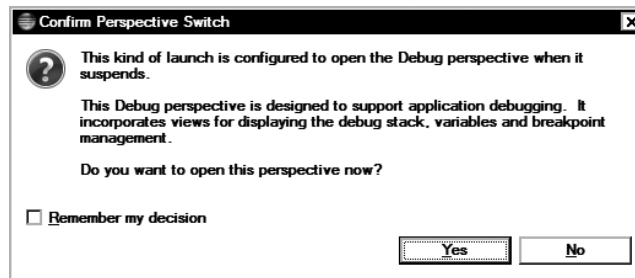 Confirm Perspective Switch
This kind of launch is configured to open the Debug perspective when it
suspends.
This Debug perspective is designed to support application debugging. It
incorporates views for displaying the debug stack, variables and breakpoint
management.
Do you want to open this perspective now?
Remember my decision
Yes No